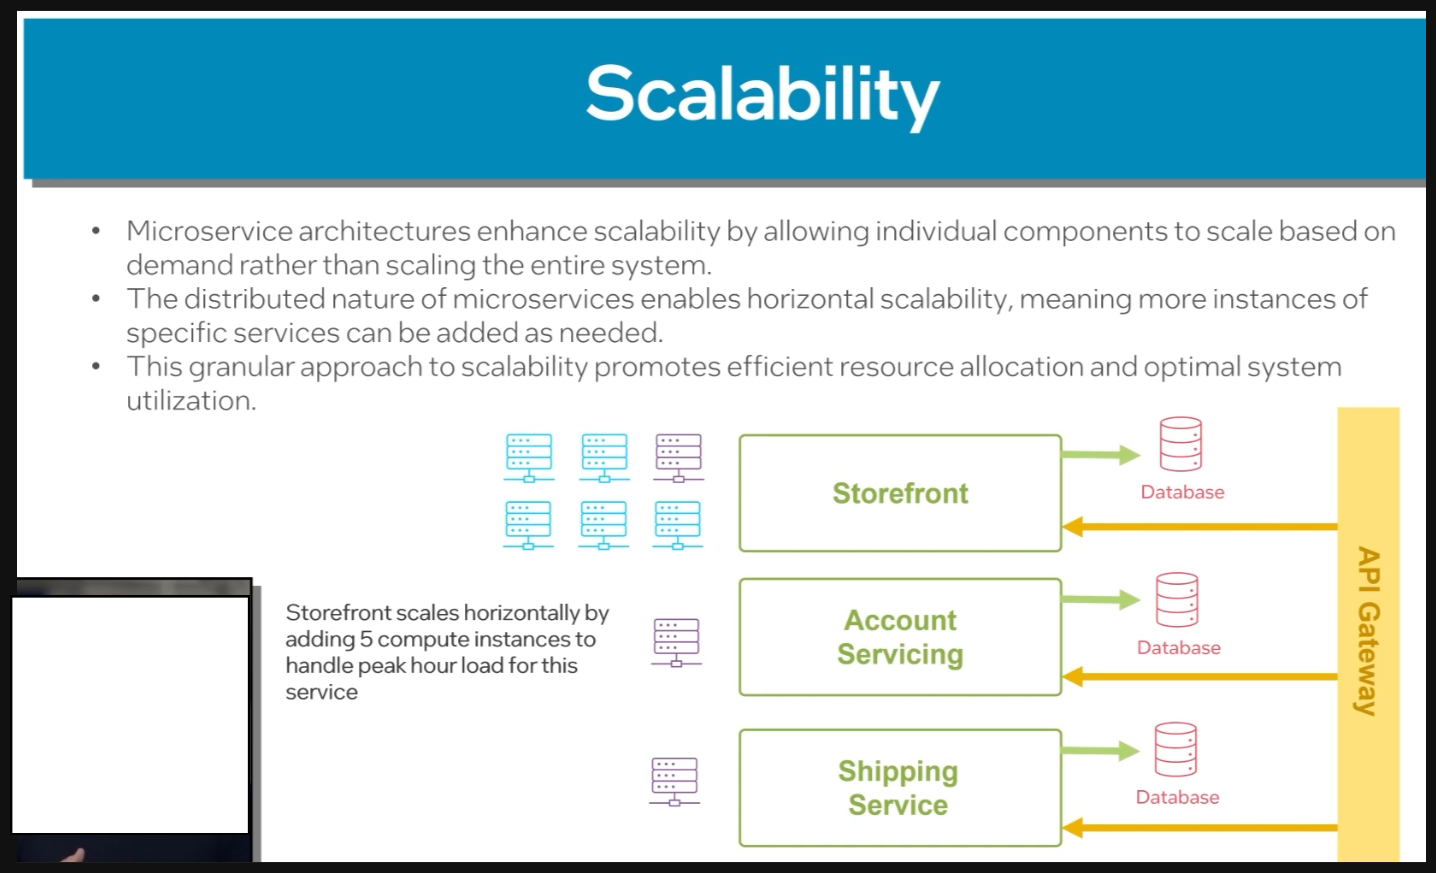 Scalability
• Microservice architectures enhance scalability by allowing individual components to scale based on
demand rather than scaling the entire system.
• The distributed nature of microservices enables horizontal scalability, meaning more instances of
specific services can be added as needed.
• This granular approach to scalability promotes efficient resource allocation and optimal system
utilization.
Storefront
Database
Storefront scales horizontally by
adding 5 compute instances to
handle peak hour load for this
service
Account
Servicing
Database
Shipping
Service
Database
API Gateway